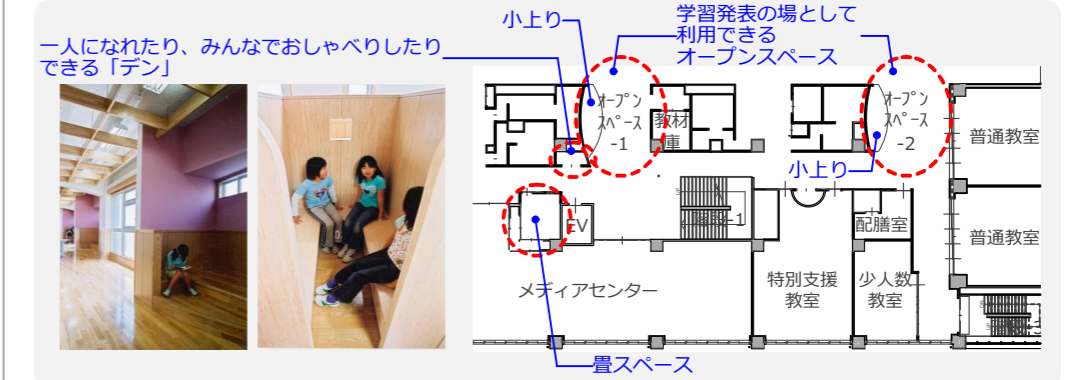 一人になれたり、みんなでおしゃべりしたり
できる「デン」
小上り
学習発表の場として
利用できる
オープンスペース
オープン
スペース
-1
教材
庫
オープン
スペース
-2
小上り
普通教室
普通教室
EV
配膳室
メディアセンター
特別支援
教室
少人数
教室
畳スペース